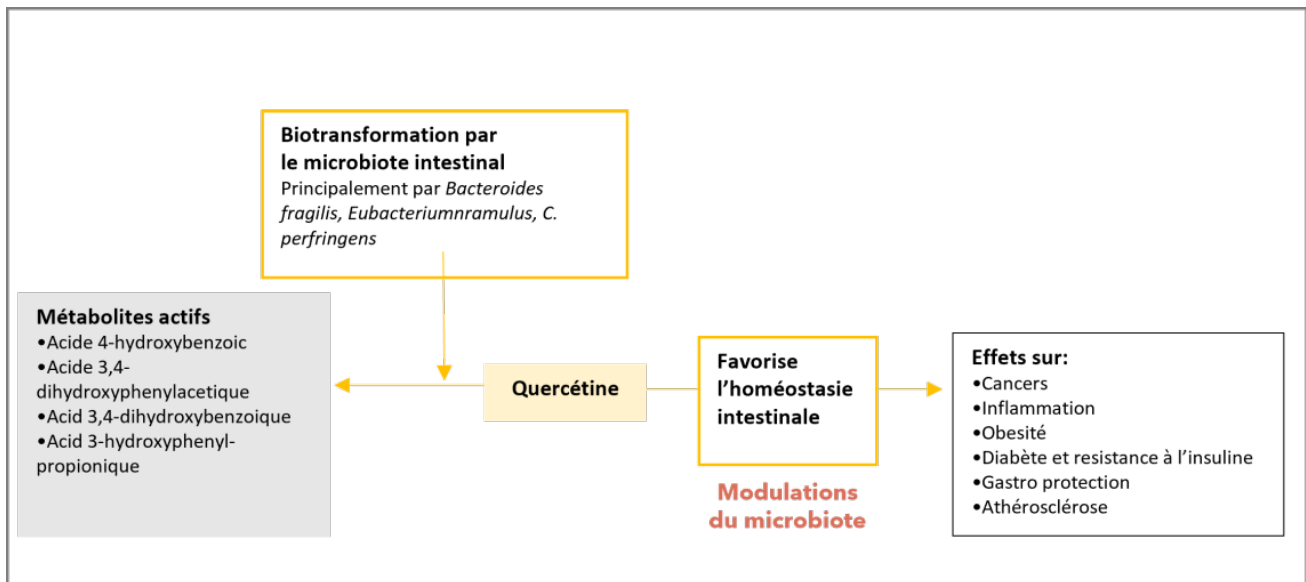 Biotransformation par
le microbiote intestinal
Principalement par Bacteroides
fragilis, Eubacteriumnramulus, C.
perfringens
Métabolites actifs
•Acide 4-hydroxybenzoic
•Acide 3,4-
dihydroxyphenylacetique
•Acid 3,4-dihydroxybenzoique
•Acid 3-hydroxyphenyl-
propionique
Quercétine
Favorise
l’homéostasie
intestinale
Modulations
du microbiote
Effets sur:
•Cancers
•Inflammation
•Obesité
•Diabète et resistance à l’insuline
•Gastro protection
•Athérosclérose